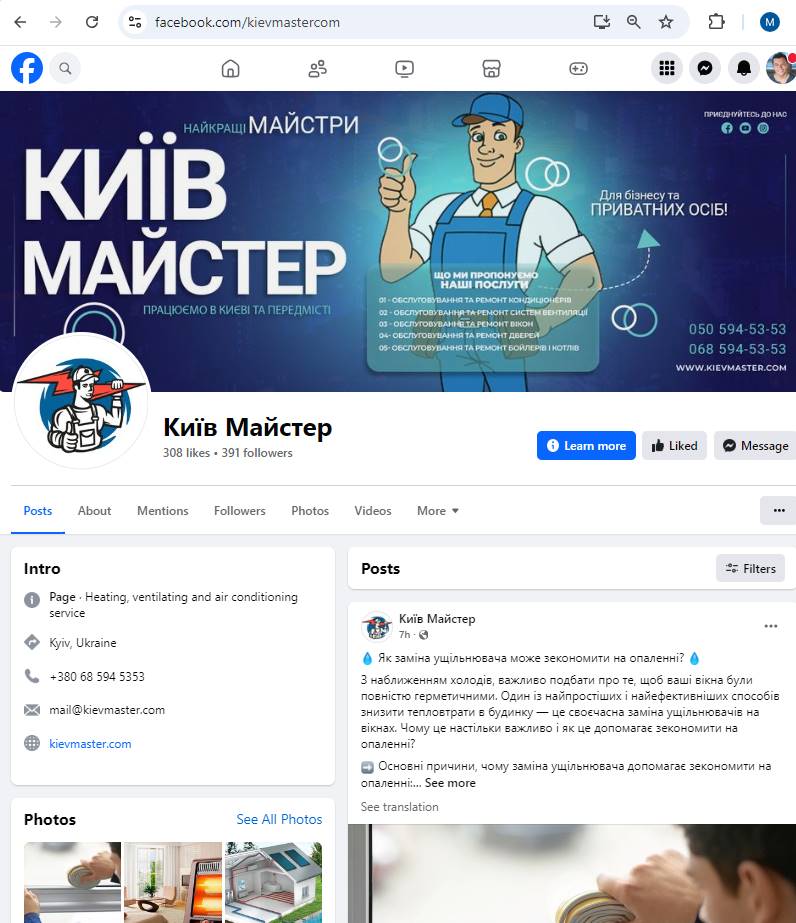 facebook.com/kievmastercom
M
НАЙКРАЩІ МАЙСТРИ
КИЇВ
МАЙСТЕР
ПРАЦЮЄМО В КИЄВІ ТА ПЕРЕДМІСТІ
ПРИЄДНУЙТЕСЬ ДО НАС
Для бізнесу та
ПРИВАТНИХ ОСІБ!
ЩО МИ ПРОПОНУЄМО
НАШІ ПОСЛУГИ
01 - ОБСЛУГОВУВАННЯ ТА РЕМОНТ КОНДИЦІОНЕРІВ
02 - ОБСЛУГОВУВАННЯ ТА РЕМОНТ СИСТЕМ ВЕНТИЛЯЦІЇ
03 - ОБСЛУГОВУВАННЯ ТА РЕМОНТ ВІКОН
04- ОБСЛУГОВУВАННЯ ТА РЕМОНТ ДВЕРЕЙ
05- ОБСЛУГОВУВАННЯ ТА РЕМОНТ БОЙЛЕРІВ І КОТЛІВ
050 594-53-53
068 594-53-53
WWW.KIEVMASTER.COM
Київ Майстер
308 likes • 391 followers
Learn more
Liked
Message
Posts
About
Mentions
Followers
Photos
Videos
More
Intro
Page · Heating, ventilating and air conditioning
service
Kyiv, Ukraine
+380 68 594 5353
mail@kievmaster.com
kievmaster.com
Photos
See All Photos
Posts
Filters
Київ Майстер
7h ·
💧 Як заміна ущільнювача може зекономити на опаленні? 💧
З наближенням холодів, важливо подбати про те, щоб ваші вікна були
повністю герметичними. Один із найпростіших і найефективніших способів
знизити тепловтрати в будинку — це своєчасна заміна ущільнювачів на
вікнах. Чому це настільки важливо і як це допомагає зекономити на
опаленні?
➡️ Основні причини, чому заміна ущільнювача допомагає зекономити на
опаленні:... See more
See translation